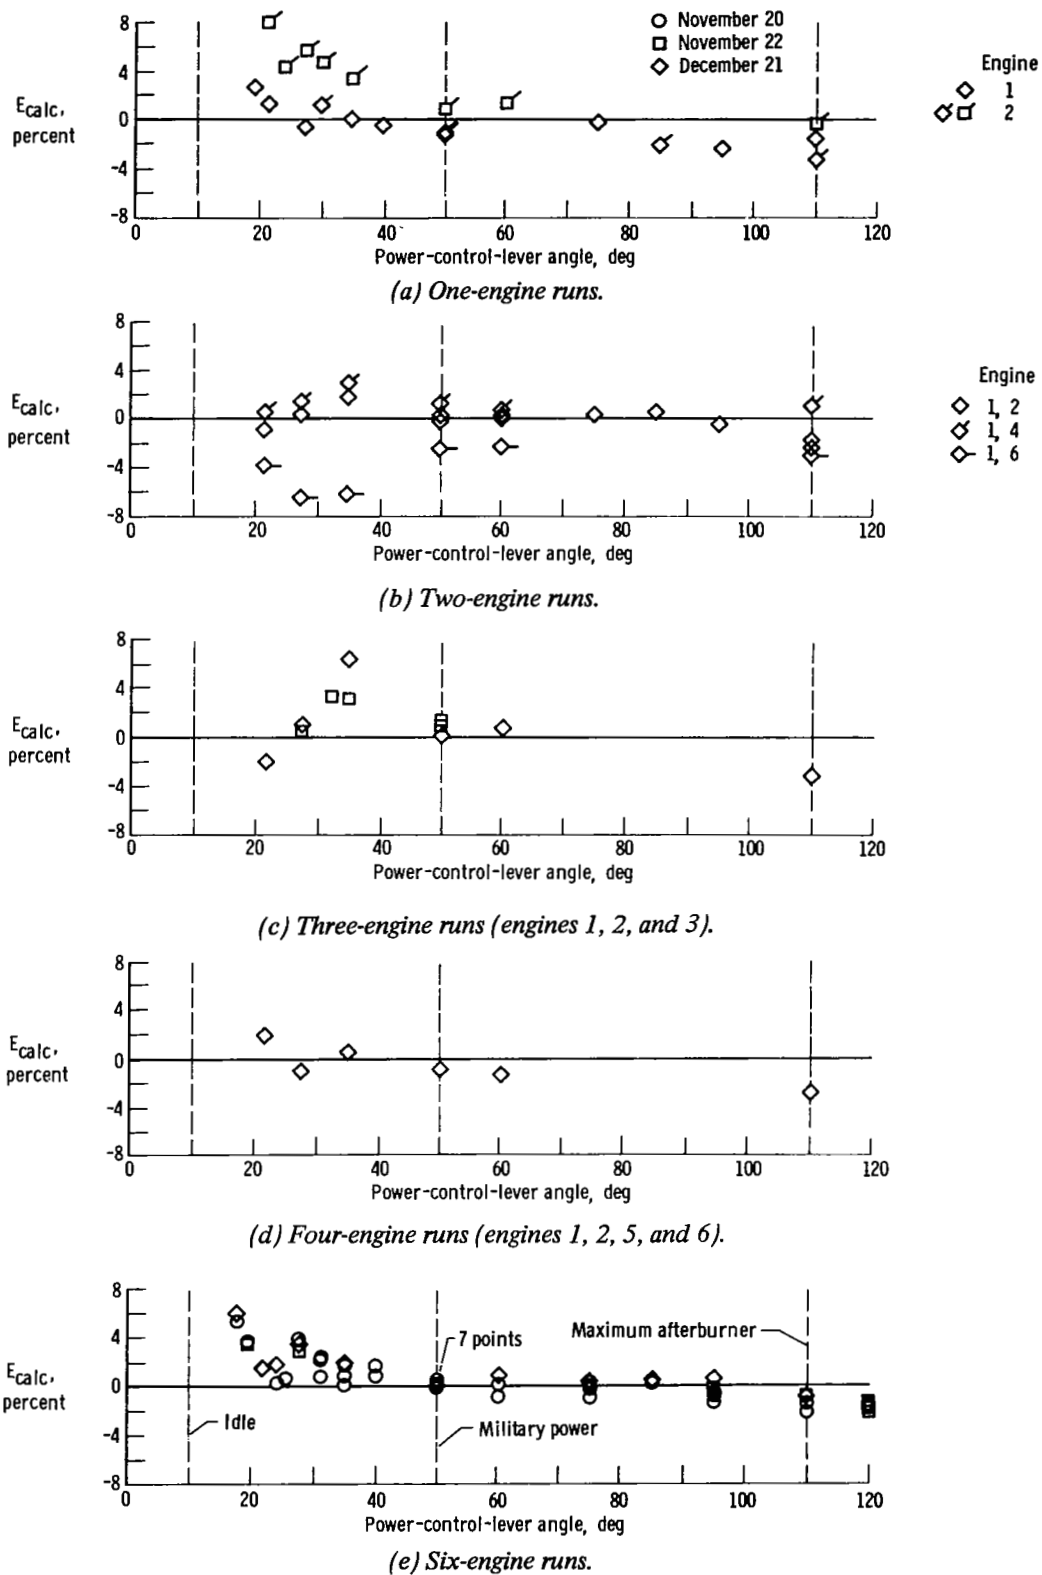 8
4
0
-4
-8
E_calc,
percent
○ November 20
□ November 22
◇ December 21
Engine
1
2
0 20 40 60 80 100 120
Power-control-lever angle, deg
(a) One-engine runs.
8
4
0
-4
-8
E_calc,
percent
Engine
1, 2
1, 4
1, 6
0 20 40 60 80 100 120
Power-control-lever angle, deg
(b) Two-engine runs.
8
4
0
-4
-8
E_calc,
percent
0 20 40 60 80 100 120
Power-control-lever angle, deg
(c) Three-engine runs (engines 1, 2, and 3).
8
4
0
-4
-8
E_calc,
percent
0 20 40 60 80 100 120
Power-control-lever angle, deg
(d) Four-engine runs (engines 1, 2, 5, and 6).
8
4
0
-4
-8
E_calc,
percent
7 points
Maximum afterburner
Idle
Military power
0 20 40 60 80 100 120
Power-control-lever angle, deg
(e) Six-engine runs.